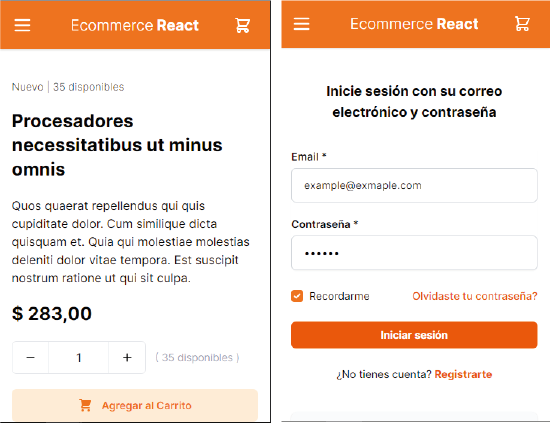 Ecommerce React
Nuevo | 35 disponibles
Procesadores
necessitatibus ut minus
omnis
Quos quaerat repellendus qui quis
cupiditate dolor. Cum similique dicta
quisquam et. Quia qui molestiae molestias
deleniti dolor vitae tempora. Est suscipit
nostrum ratione ut qui sit culpa.
$ 283,00
− 1 + ( 35 disponibles )
Agregar al Carrito
Ecommerce React
Inicie sesión con su correo
electrónico y contraseña
Email *
example@exmaple.com
Contraseña *
••••••
Recordarme Olvidaste tu contraseña?
Iniciar sesión
¿No tienes cuenta? Registrarte